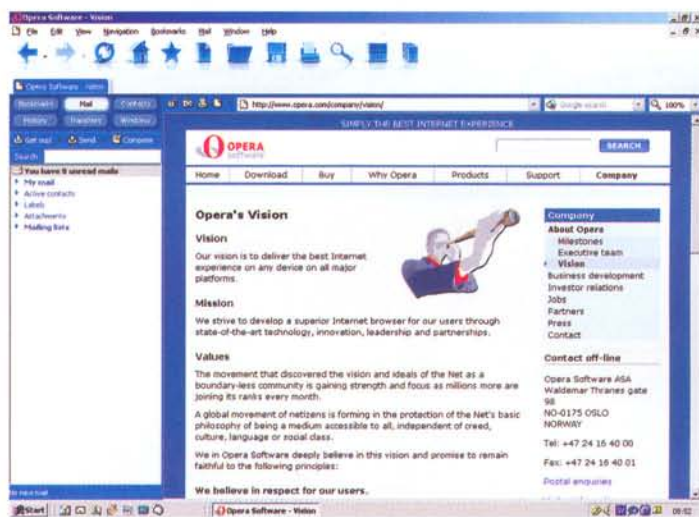 Opera Software - Vision
File Edit View Navigation Bookmarks Mail Window Help
Opera Software - Vision
Bookmarks Mail Contacts
History Transfers Windows
http://www.opera.com/company/vision/
Google search
100%
Send Compose
Search
SIMPLY THE BEST INTERNET EXPERIENCE
OPERA
software
SEARCH
Home Download Buy Why Opera Products Support Company
You have 8 unread mails
My mail
Active contacts
Labels
Attachments
Mailing lists
Opera's Vision
Vision
Our vision is to deliver the best Internet
experience on any device on all major
platforms.
Mission
We strive to develop a superior Internet browser for our users through
state-of-the-art technology, innovation, leadership and partnerships.
Values
The movement that discovered the vision and ideals of the Net as a
boundary-less community is gaining strength and focus as millions more are
joining its ranks every month.
A global movement of netizens is forming in the protection of the Net's basic
philosophy of being a medium accessible to all, independent of creed,
culture, language or social class.
We in Opera Software deeply believe in this vision and promise to remain
faithful to the following principles:
We believe in respect for our users.
Company
About Opera
Milestones
Executive team
Vision
Business development
Investor relations
Jobs
Partners
Press
Contact
Contact off-line
Opera Software ASA
Waldemar Thranes gate
98
NO-0175 OSLO
NORWAY
Tel: +47 24 16 40 00
Fax: +47 24 16 40 01
Postal enquiries
Start
Opera Software - Vision
09:02